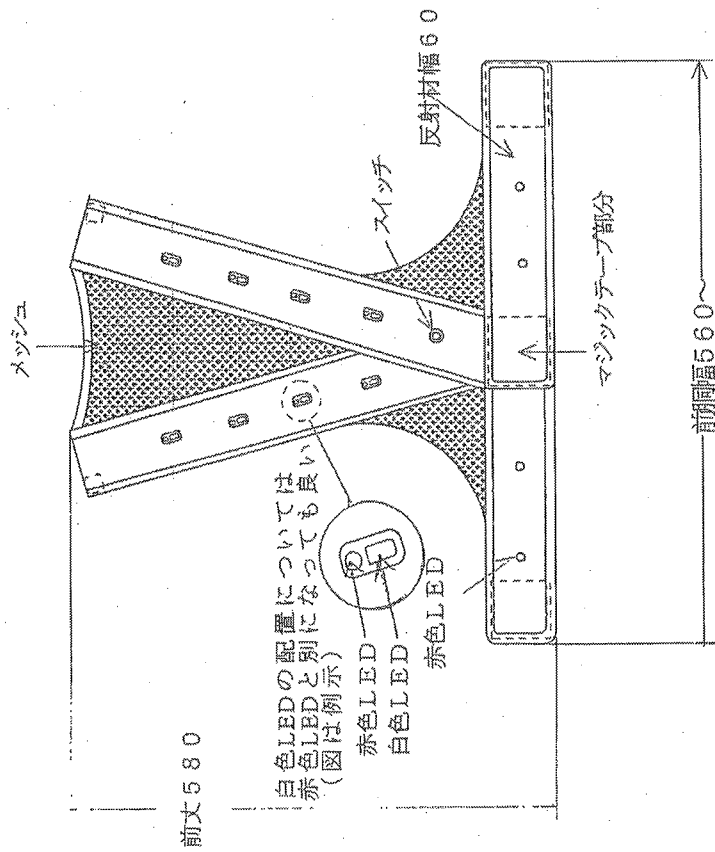 メッシュ
スイッチ
反射材幅60
マジックテープ部分
前胴幅560～
白色LEDの配置については
赤色LEDと別になっても良い
(図は例示)
赤色LED
白色LED
赤色LED
前丈580